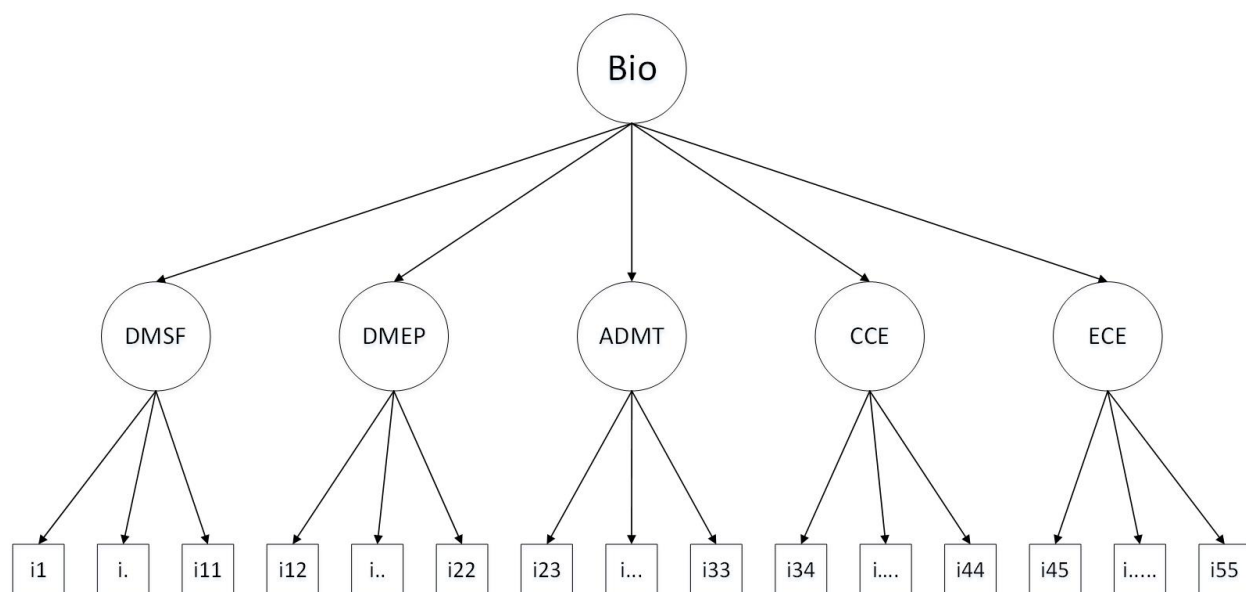 Bio
DMSF DMEP ADMT CCE ECE
i1 i. i11 i12 i.. i22 i23 i... i33 i34 i.... i44 i45 i..... i55